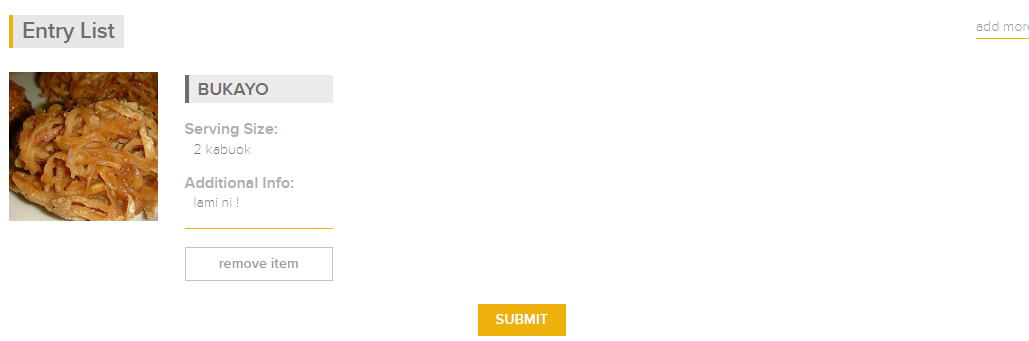 Entry List
add more
BUKAYO
Serving Size:
2 kabuok
Additional Info:
lami ni !
remove item
SUBMIT